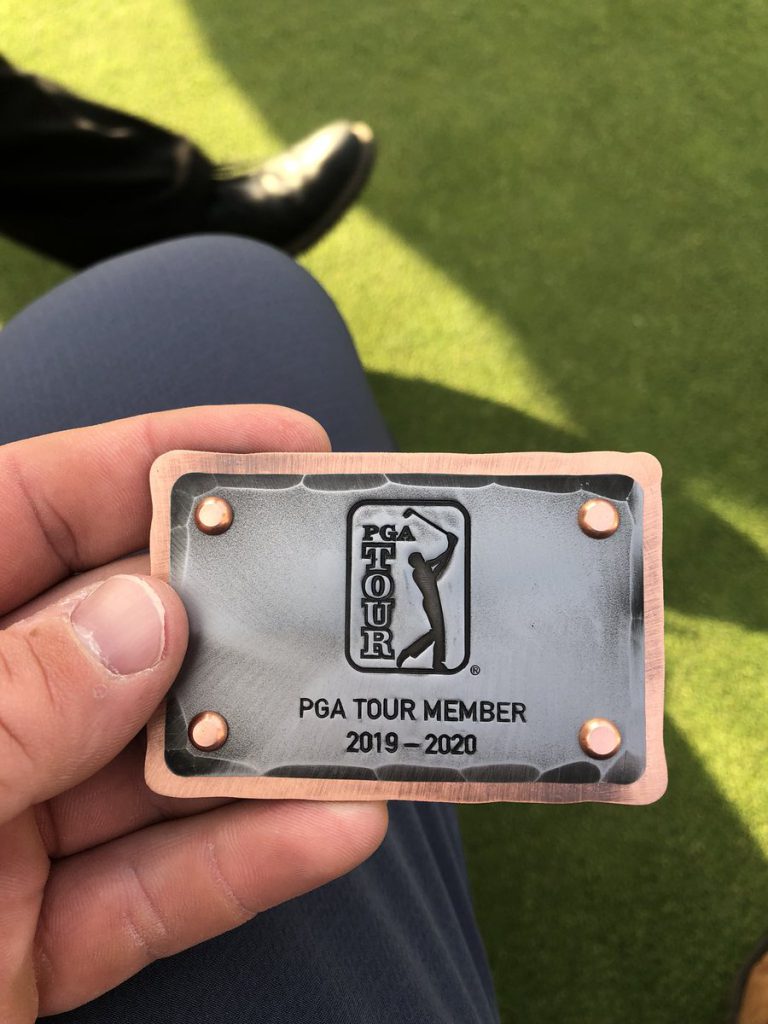 PGA
TOUR
®
PGA TOUR MEMBER
2019 – 2020